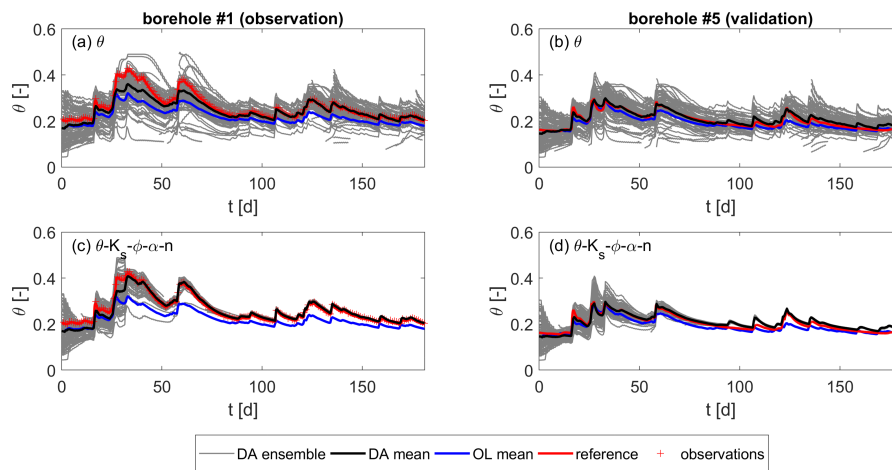 borehole #1 (observation)
borehole #5 (validation)
(a) θ
(b) θ
θ [-]
0.6
0.4
0.2
0
0 50 100 150
t [d]
θ [-]
0.6
0.4
0.2
0
0 50 100 150
t [d]
(c) θ-K_s-ϕ-α-n
(d) θ-K_s-ϕ-α-n
θ [-]
0.6
0.4
0.2
0
0 50 100 150
t [d]
θ [-]
0.6
0.4
0.2
0
0 50 100 150
t [d]
DA ensemble DA mean OL mean reference observations